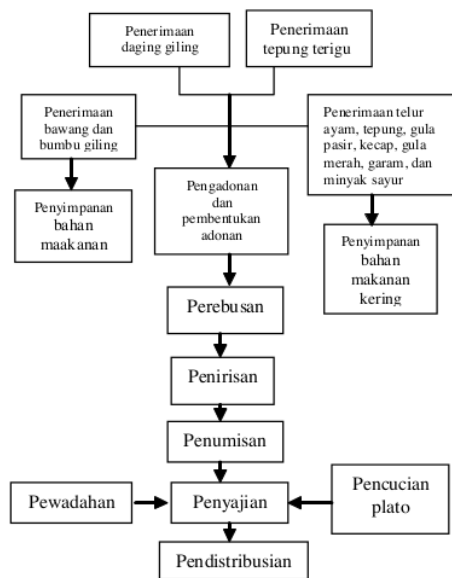 Penerimaan
daging giling
Penerimaan
tepung terigu
Penerimaan
bawang dan
bumbu giling
Penerimaan telur
ayam, tepung, gula
pasir, kecap, gula
merah, garam, dan
minyak sayur
Penyimpanan
bahan
maakanan
Pengadonan
dan
pembentukan
adonan
Penyimpanan
bahan
makanan
kering
Perebusan
Penirisan
Penumisan
Pewadahan
Penyajian
Pencucian
plato
Pendistribusian